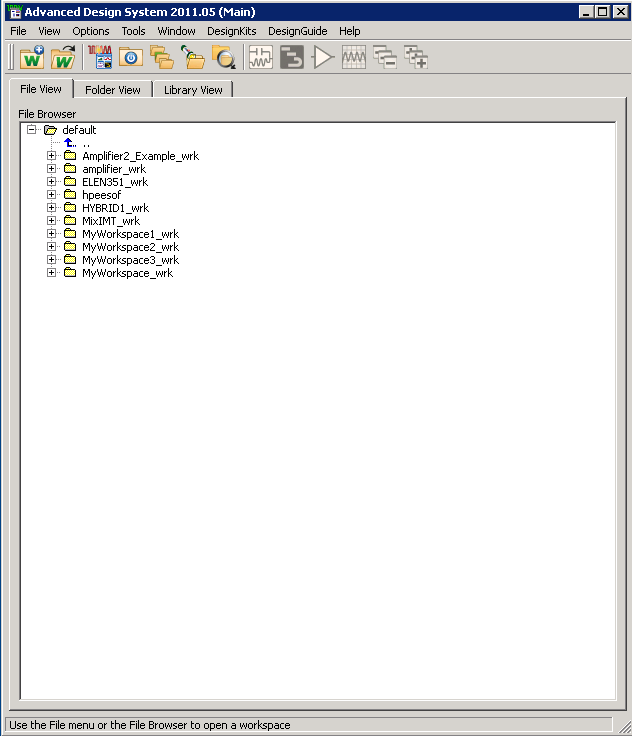 Advanced Design System 2011.05 (Main)
File View Options Tools Window DesignKits DesignGuide Help
File View Folder View Library View
File Browser
default
..
Amplifier2_Example_wrk
amplifier_wrk
ELEN351_wrk
hpeesof
HYBRID1_wrk
MixIMT_wrk
MyWorkspace1_wrk
MyWorkspace2_wrk
MyWorkspace3_wrk
MyWorkspace_wrk
Use the File menu or the File Browser to open a workspace